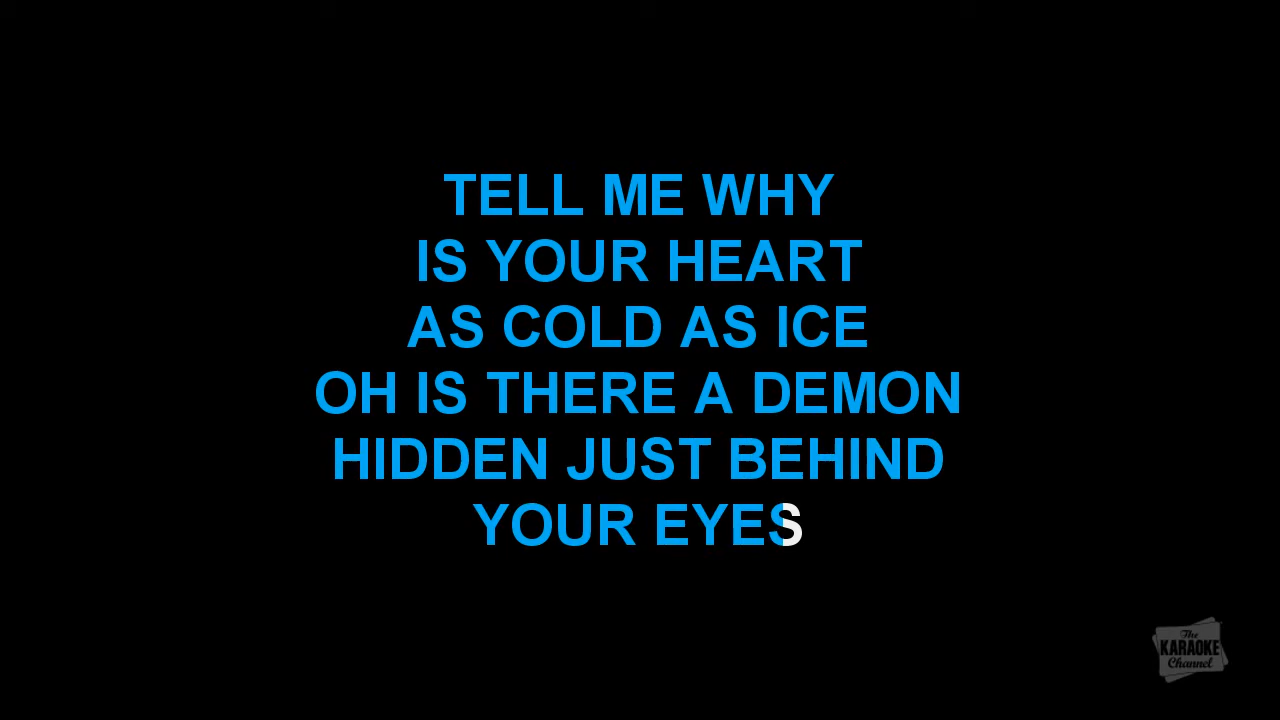 TELL ME WHY
IS YOUR HEART
AS COLD AS ICE
OH IS THERE A DEMON
HIDDEN JUST BEHIND
YOUR EYES
The
KARAOKE
Channel